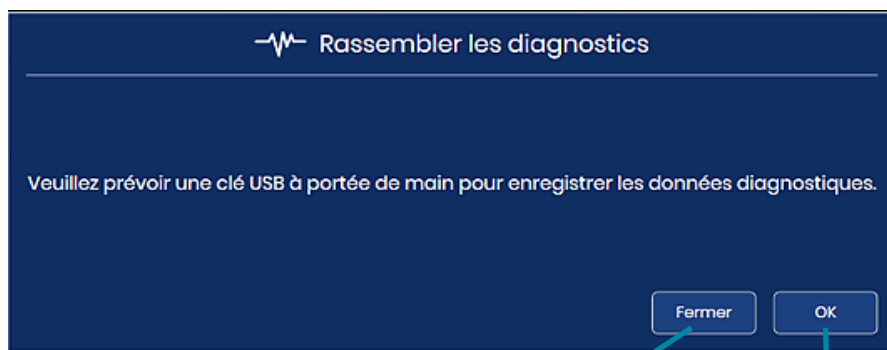 Rassembler les diagnostics
Veuillez prévoir une clé USB à portée de main pour enregistrer les données diagnostiques.
Fermer
OK